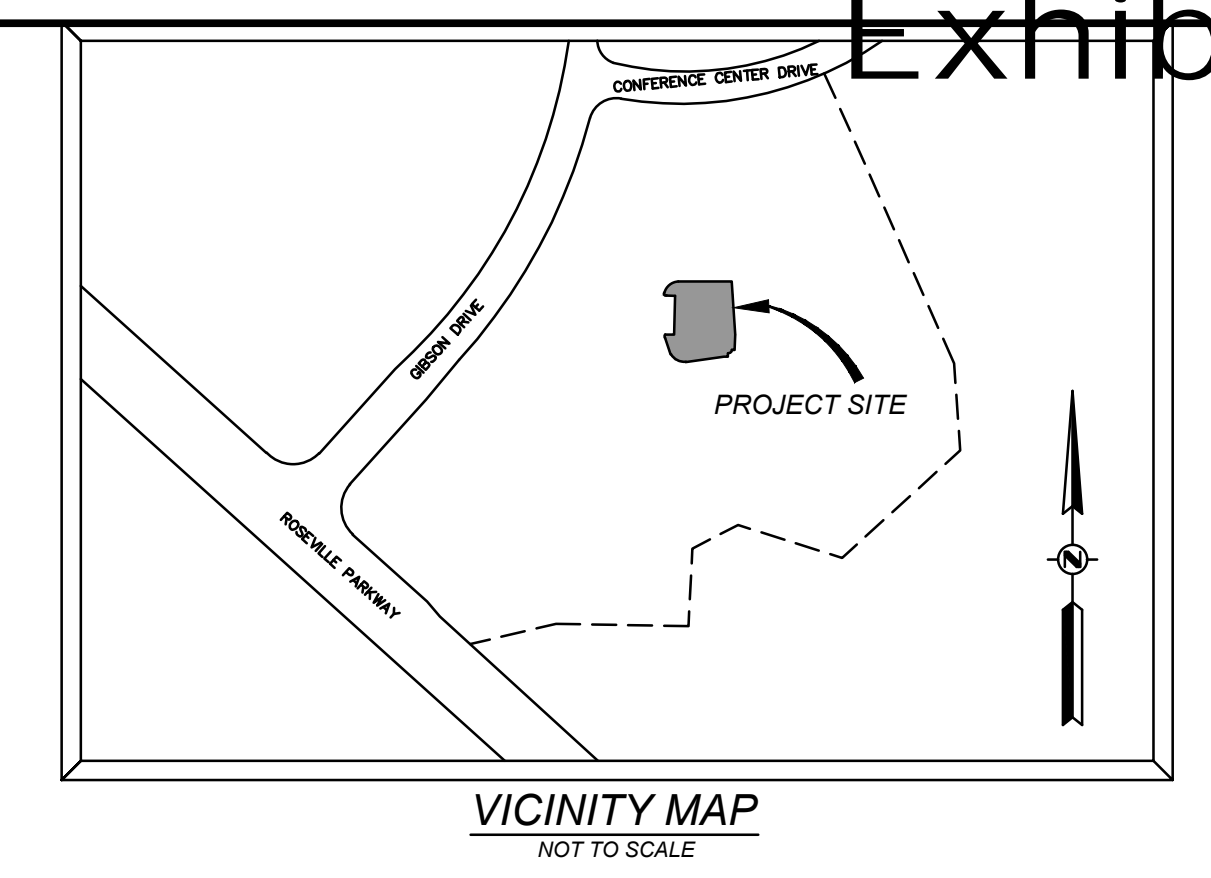 Exhib
CONFERENCE CENTER DRIVE
GIBSON DRIVE
PROJECT SITE
ROSEVILLE PARKWAY
N
VICINITY MAP
NOT TO SCALE